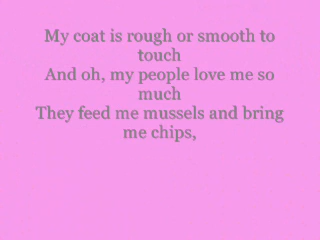 My coat is rough or smooth to
touch
And oh, my people love me so
much
They feed me mussels and bring
me chips,